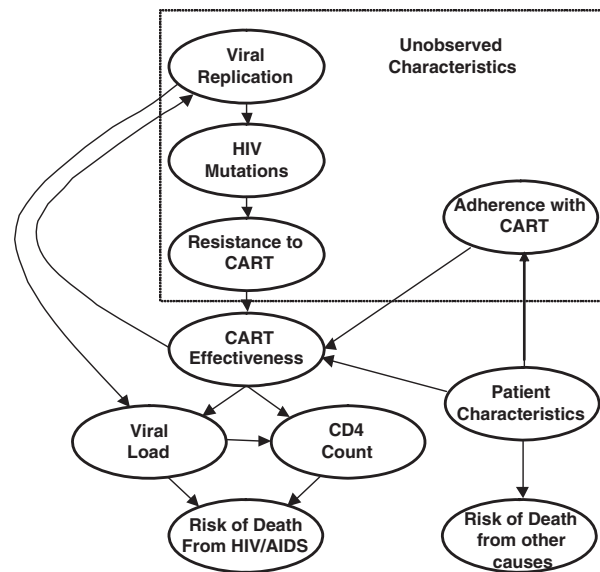 Viral
Replication
Unobserved
Characteristics
HIV
Mutations
Adherence with
CART
Resistance to
CART
CART
Effectiveness
Patient
Characteristics
Viral
Load
CD4
Count
Risk of Death
From HIV/AIDS
Risk of Death
from other
causes